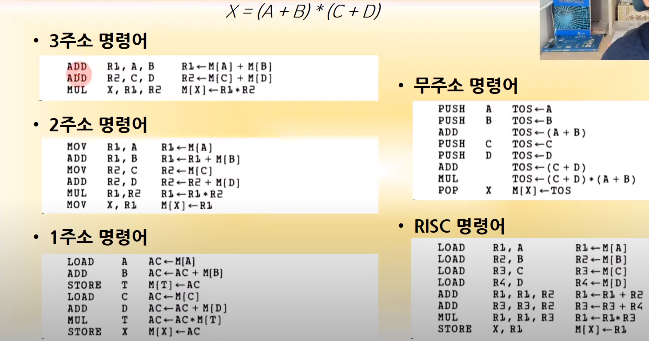 X = (A + B) * (C + D)
• 3주소 명령어
ADD R1, A, B R1←M[A] + M[B]
ADD R2, C, D R2←M[C] + M[D]
MUL X, R1, R2 M[X]←R1*R2
• 2주소 명령어
MOV R1, A R1←M[A]
ADD R1, B R1←R1 + M[B]
MOV R2, C R2←M[C]
ADD R2, D R2←R2 + M[D]
MUL R1,R2 R1←R1*R2
MOV X, R1 M[X]←R1
• 1주소 명령어
LOAD A AC←M[A]
ADD B AC←AC + M[B]
STORE T M[T]←AC
LOAD C AC←M[C]
ADD D AC←AC + M[D]
MUL T AC←AC*M[T]
STORE X M[X]←AC
• 무주소 명령어
PUSH A TOS←A
PUSH B TOS←B
ADD TOS←(A + B)
PUSH C TOS←C
PUSH D TOS←D
ADD TOS←(C + D)
MUL TOS←(C + D)*(A + B)
POP X M[X]←TOS
• RISC 명령어
LOAD R1, A R1←M[A]
LOAD R2, B R2←M[B]
LOAD R3, C R3←M[C]
LOAD R4, D R4←M[D]
ADD R1, R1, R2 R1←R1 + R2
ADD R3, R3, R2 R3←R3 + R4
MUL R1, R1, R3 R1←R1*R3
STORE X, R1 M[X]←R1